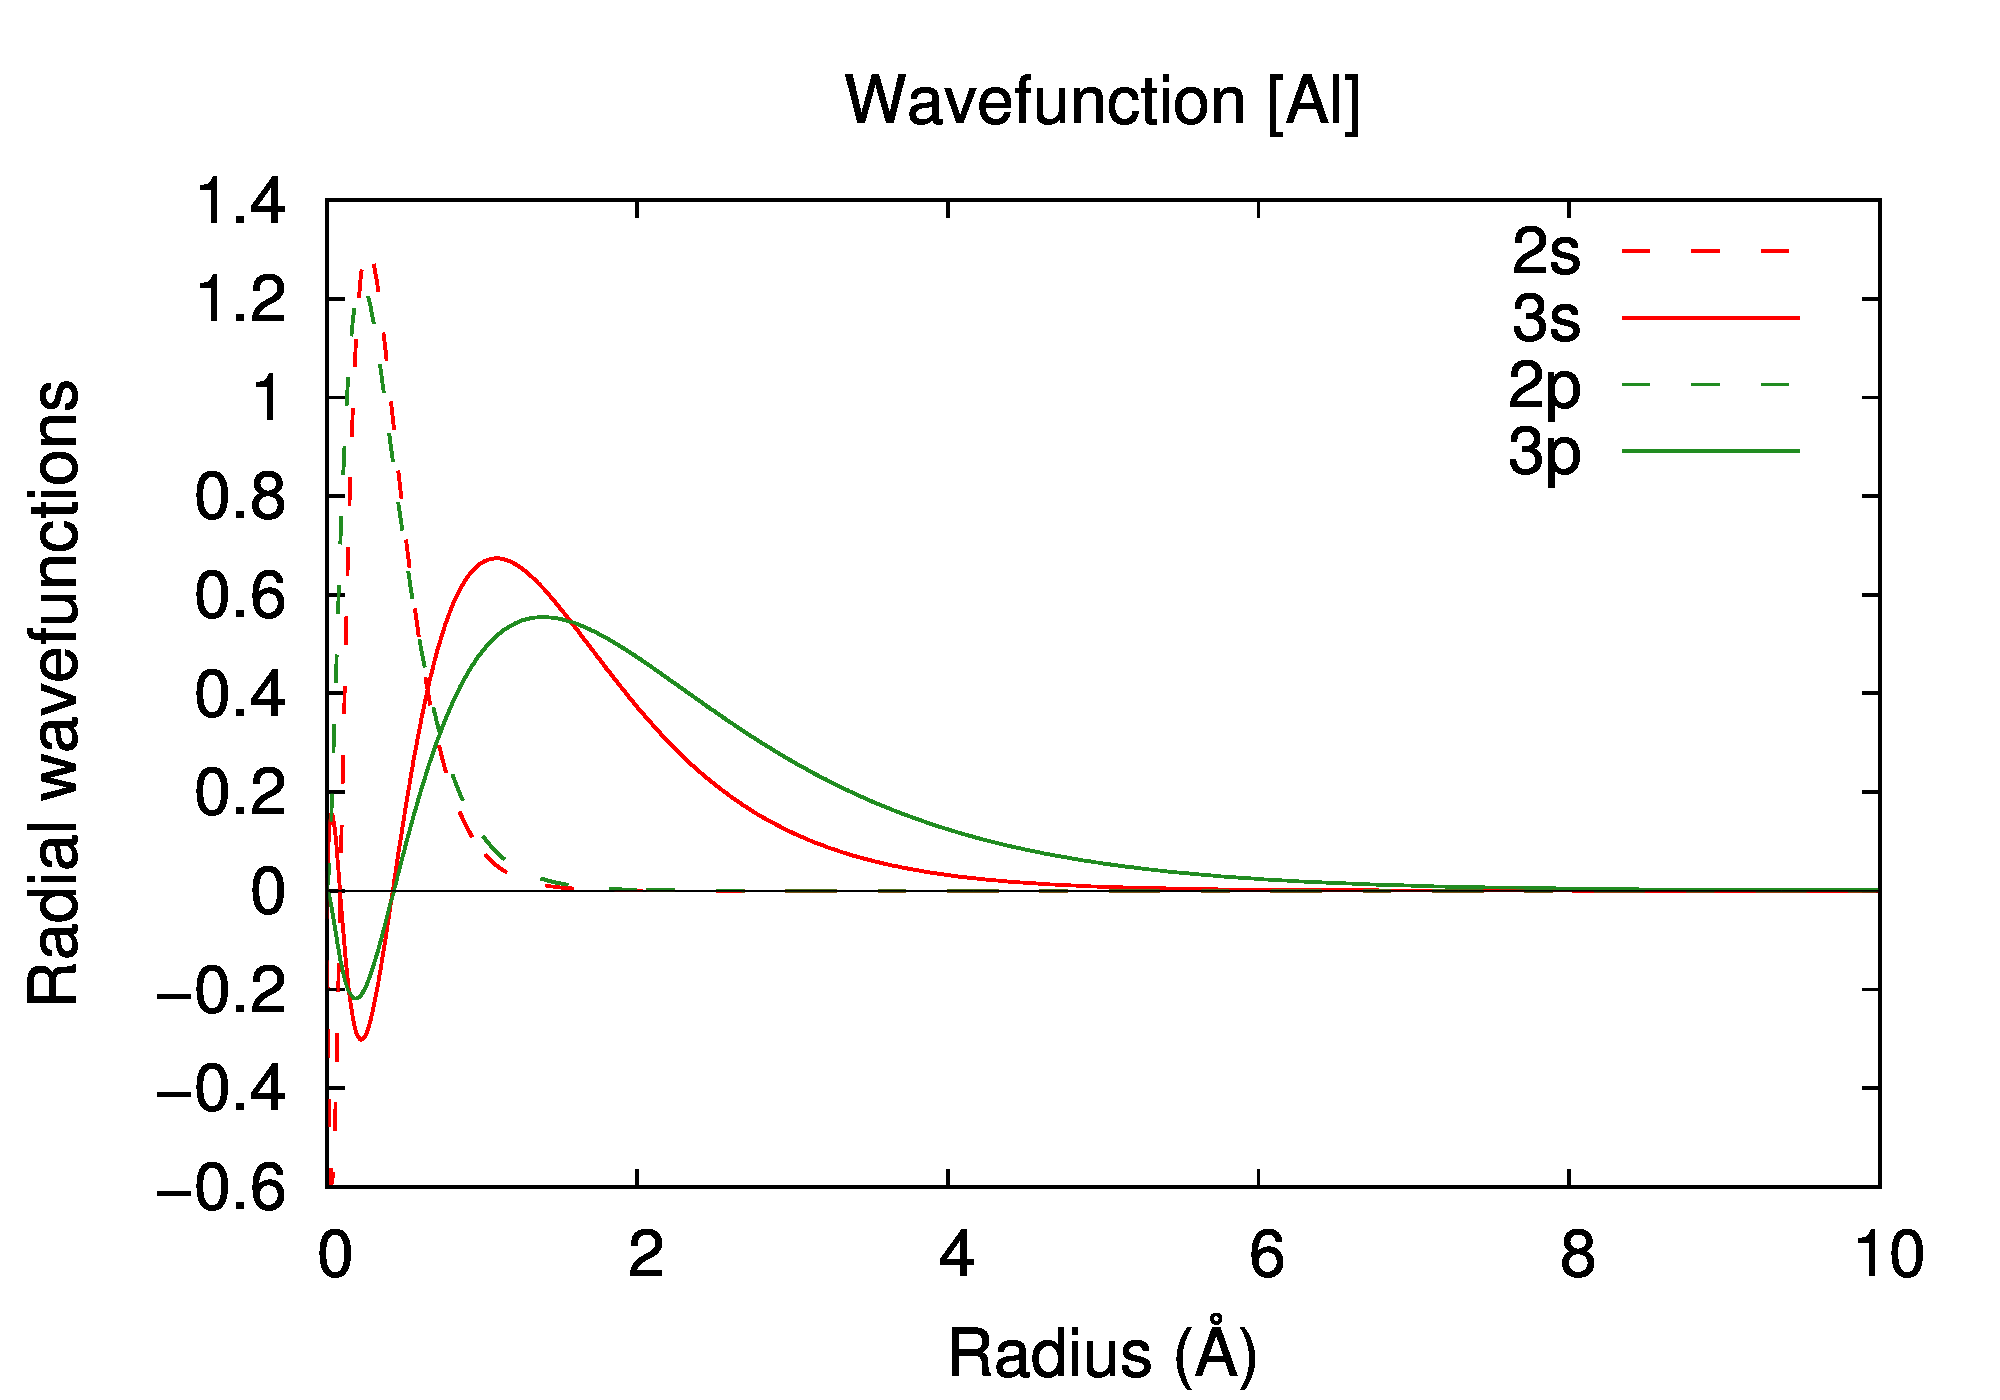 Wavefunction [Al]
1.4
1.2
1
0.8
0.6
0.4
0.2
0
−0.2
−0.4
−0.6
Radial wavefunctions
2s
3s
2p
3p
0 2 4 6 8 10
Radius (Å)